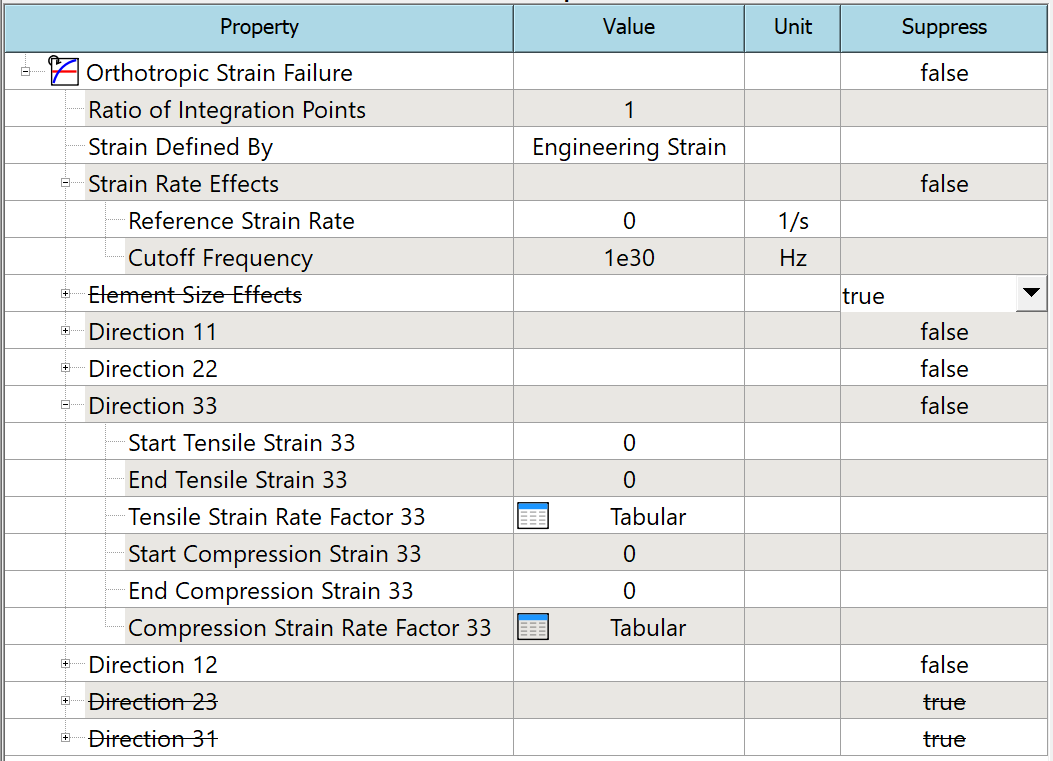 Property Value Unit Suppress
Orthotropic Strain Failure false
Ratio of Integration Points 1
Strain Defined By Engineering Strain
Strain Rate Effects false
Reference Strain Rate 0 1/s
Cutoff Frequency 1e30 Hz
Element Size Effects true
Direction 11 false
Direction 22 false
Direction 33 false
Start Tensile Strain 33 0
End Tensile Strain 33 0
Tensile Strain Rate Factor 33 Tabular
Start Compression Strain 33 0
End Compression Strain 33 0
Compression Strain Rate Factor 33 Tabular
Direction 12 false
Direction 23 true
Direction 31 true